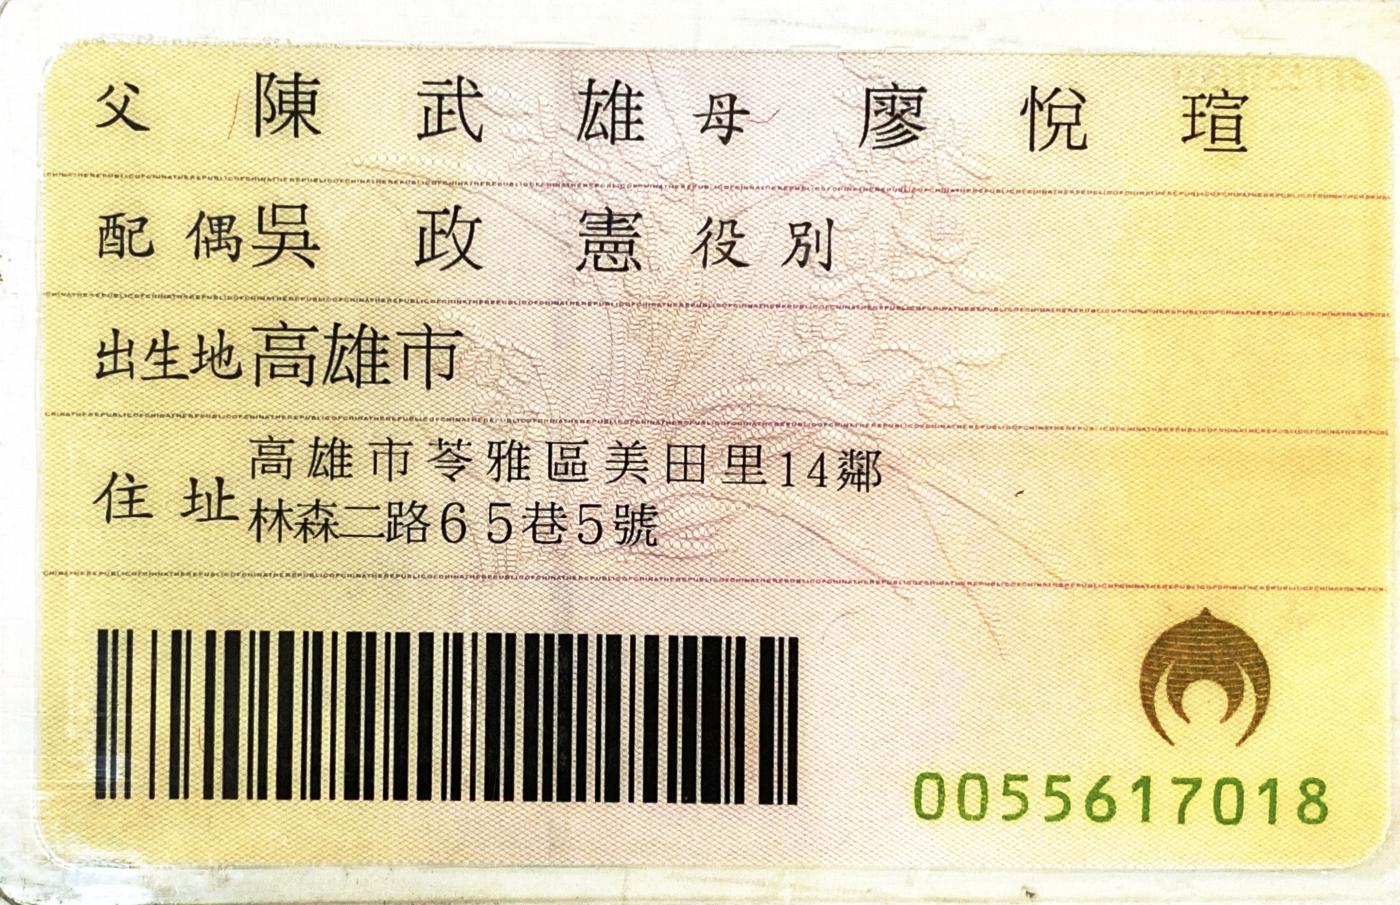 父 陳武雄 母 廖悅瑄
配偶 吳政憲 役別
出生地 高雄市
住址 高雄市苓雅區美田里14鄰
林森二路65巷5號
0055617018